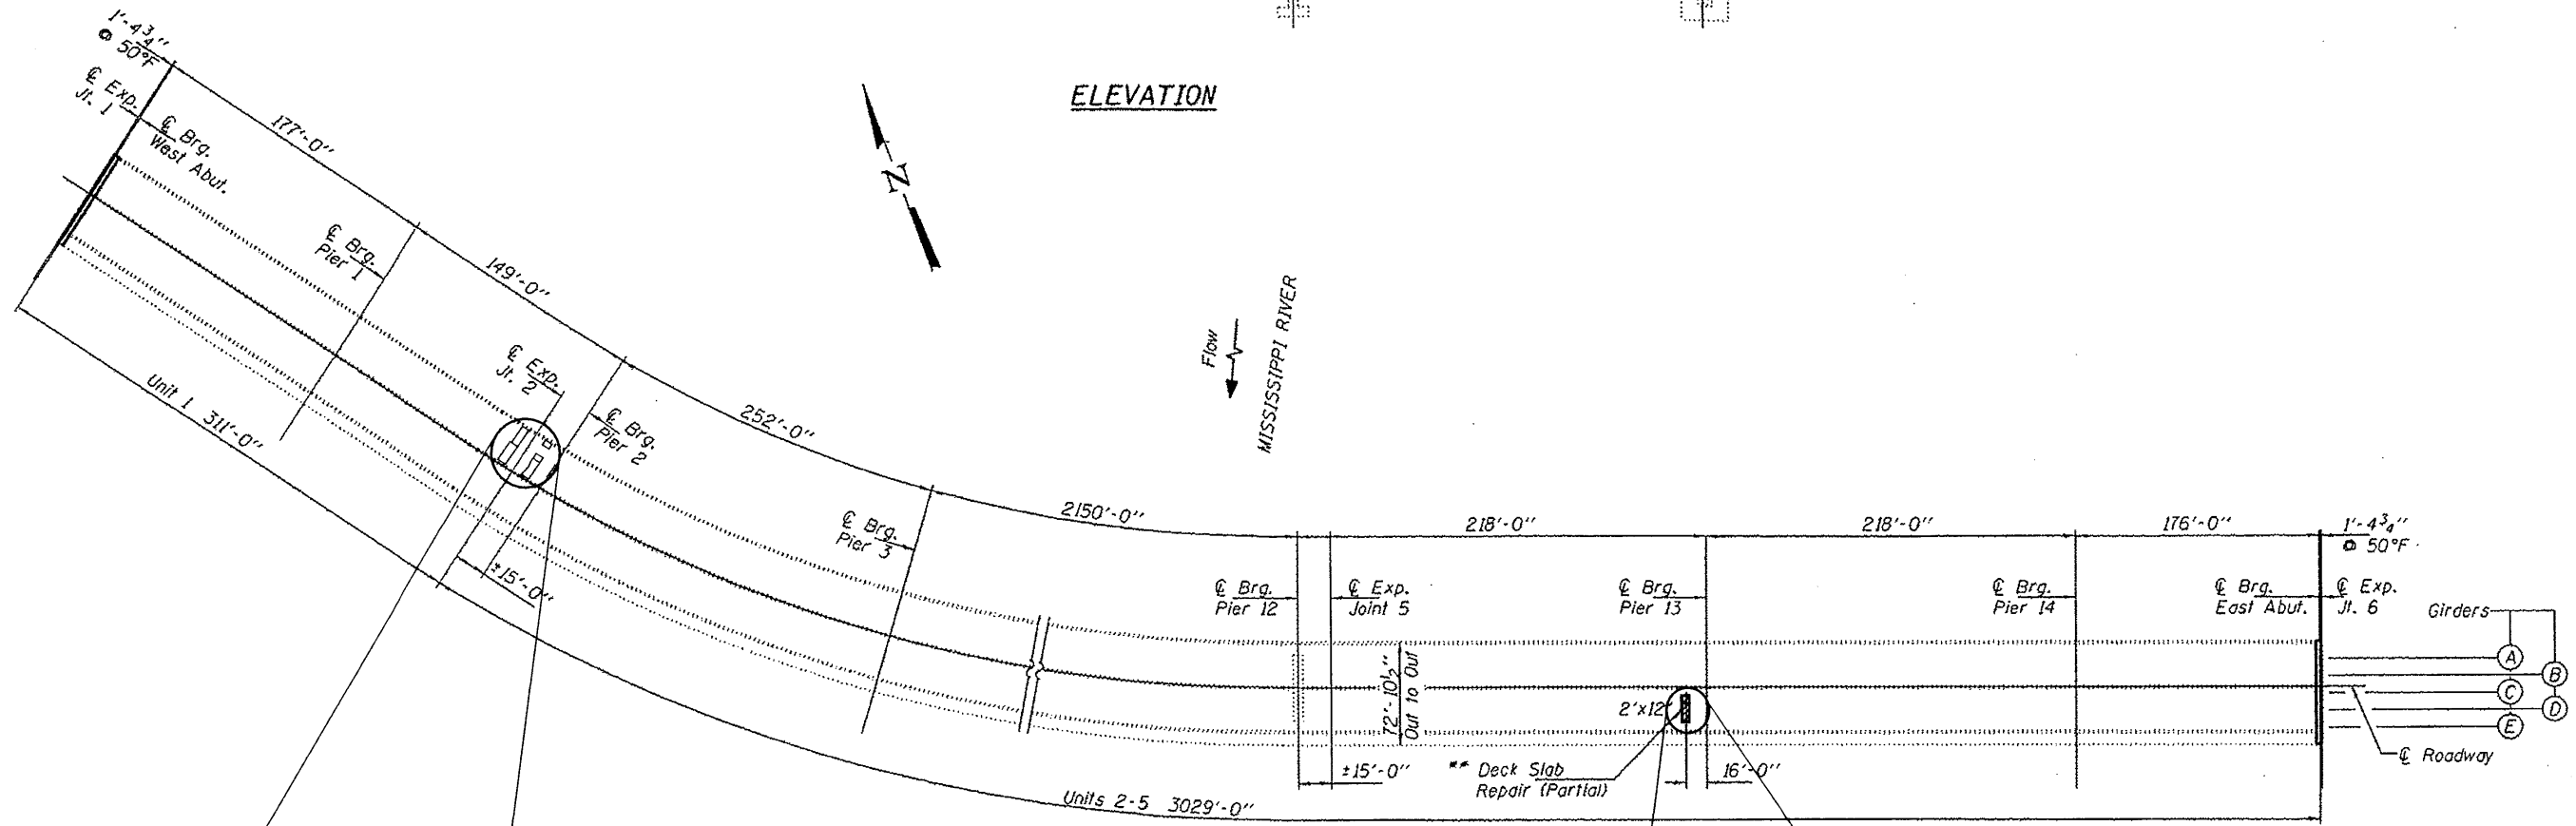 ELEVATION
1'-4¾"
@ 50°F
℄ Exp.
Jt. 1
℄ Brg.
West Abut.
177'-0"
℄ Brg.
Pier 1
149'-0"
℄ Exp.
Jt. 2
℄ Brg.
Pier 2
Unit 1 311'-0"
±15'-0"
252'-0"
℄ Brg.
Pier 3
N
Flow
MISSISSIPPI RIVER
2150'-0"
218'-0"
218'-0"
176'-0"
1'-4¾"
@ 50°F
℄ Brg.
Pier 12
℄ Exp.
Joint 5
℄ Brg.
Pier 13
℄ Brg.
Pier 14
℄ Brg.
East Abut.
℄ Exp.
Jt. 6
Girders
A
B
C
D
E
℄ Roadway
72'-10½"
Out to Out
2'x12'
±15'-0"
** Deck Slab
Repair (Partial)
16'-0"
Units 2-5 3029'-0"